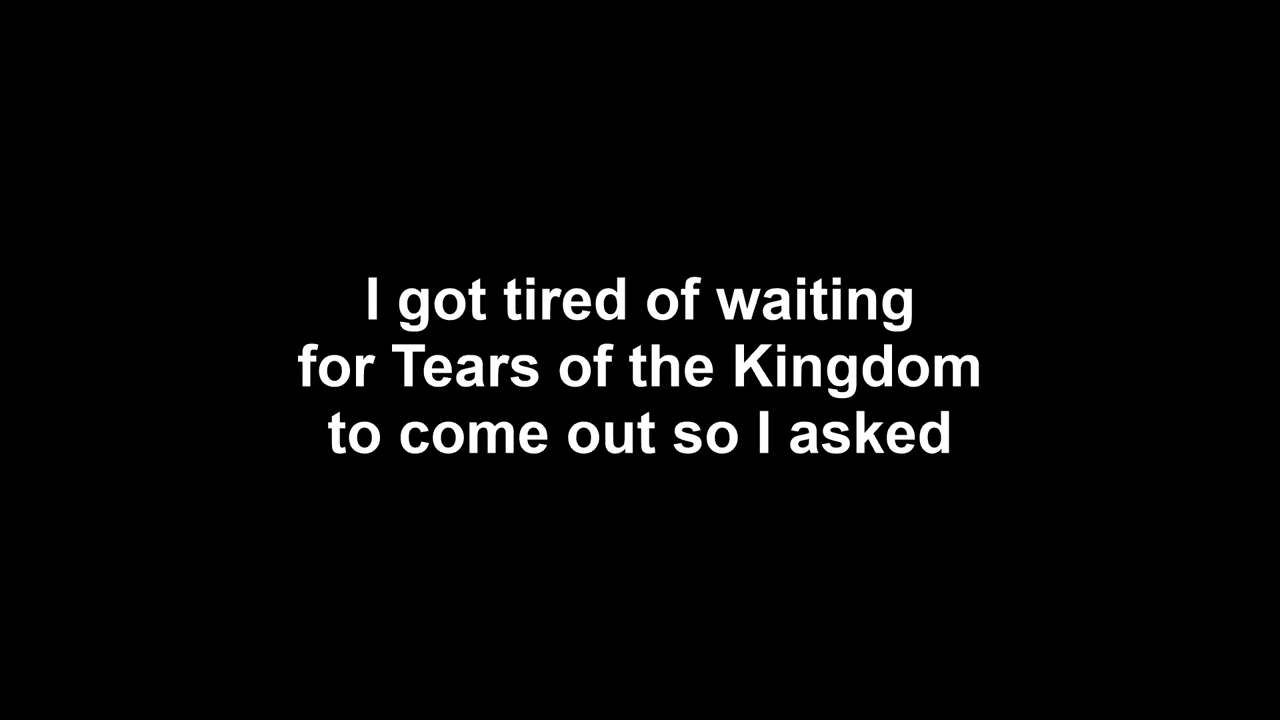 I got tired of waiting
for Tears of the Kingdom
to come out so I asked